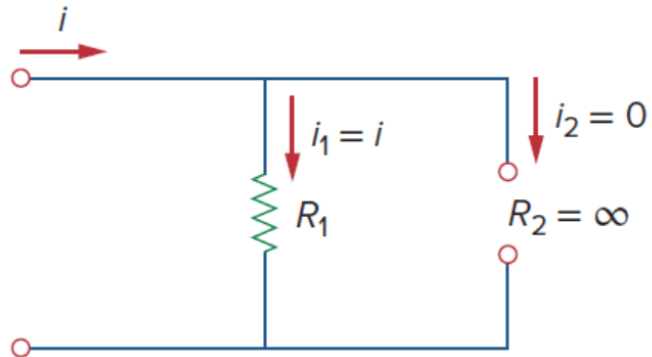 i
i₁ = i
i₂ = 0
R₁
R₂ = ∞